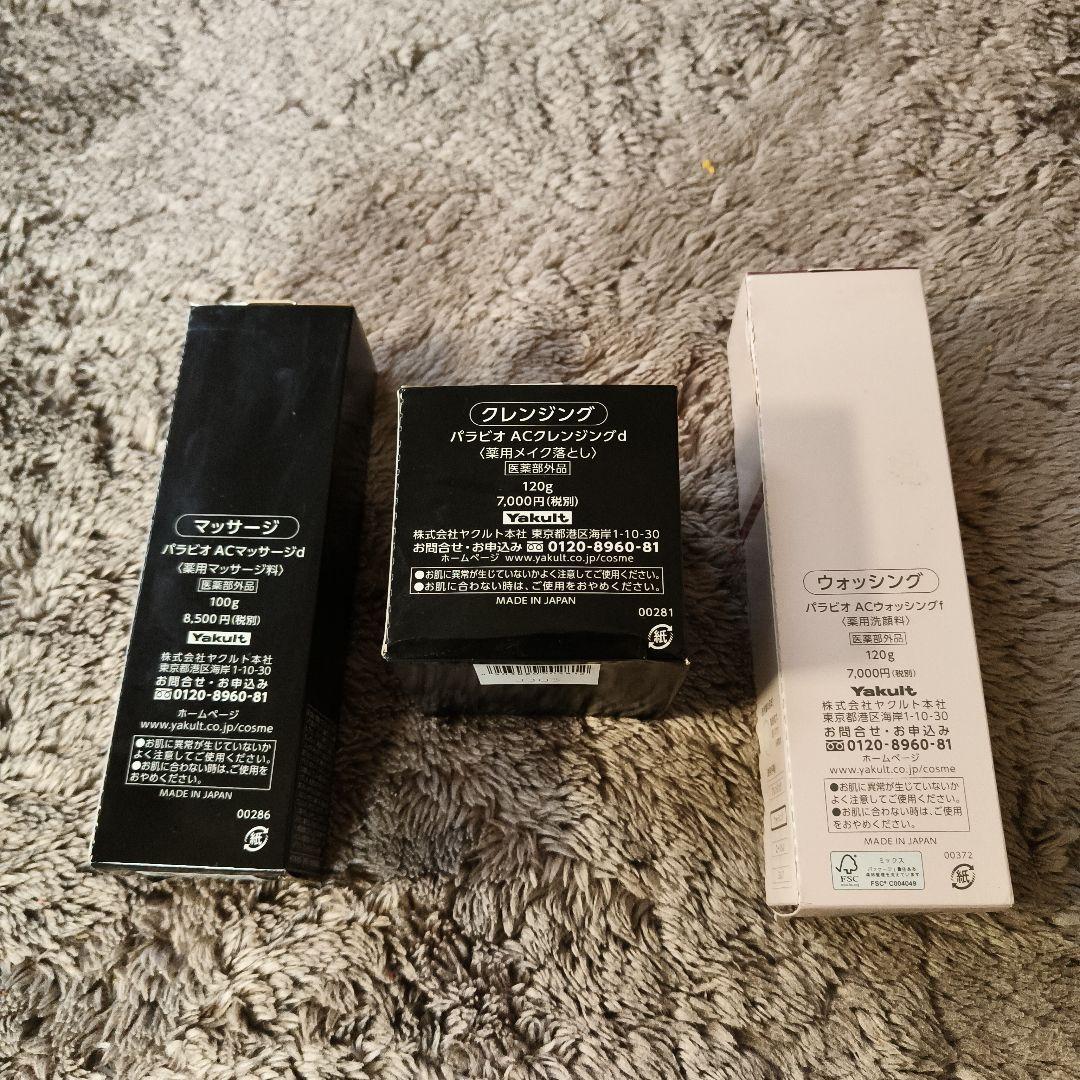 マッサージ
パラビオ ACマッサージd
〈薬用マッサージ料〉
医薬部外品
100g
8,500円(税別)
Yakult
株式会社ヤクルト本社
東京都港区海岸1-10-30
お問合せ・お申込み
0120-8960-81
ホームページ
www.yakult.co.jp/cosme
●お肌に異常が生じていないか
よく注意してご使用ください。
●お肌に合わない時は、ご使用を
おやめください。
MADE IN JAPAN
00286
紙
クレンジング
パラビオ ACクレンジングd
〈薬用メイク落とし〉
医薬部外品
120g
7,000円(税別)
Yakult
株式会社ヤクルト本社 東京都港区海岸1-10-30
お問合せ・お申込み 0120-8960-81
ホームページ www.yakult.co.jp/cosme
●お肌に異常が生じていないかよく注意してご使用ください。
●お肌に合わない時は、ご使用をおやめください。
MADE IN JAPAN
00281
紙
ウォッシング
パラビオ ACウォッシングf
〈薬用洗顔料〉
医薬部外品
120g
7,000円(税別)
Yakult
株式会社ヤクルト本社
東京都港区海岸1-10-30
お問合せ・お申込み
0120-8960-81
ホームページ
www.yakult.co.jp/cosme
●お肌に異常が生じていないか
よく注意してご使用ください。
●お肌に合わない時は、ご使用
をおやめください。
MADE IN JAPAN
00372
紙
FSC
ミックス
FSC® C004049